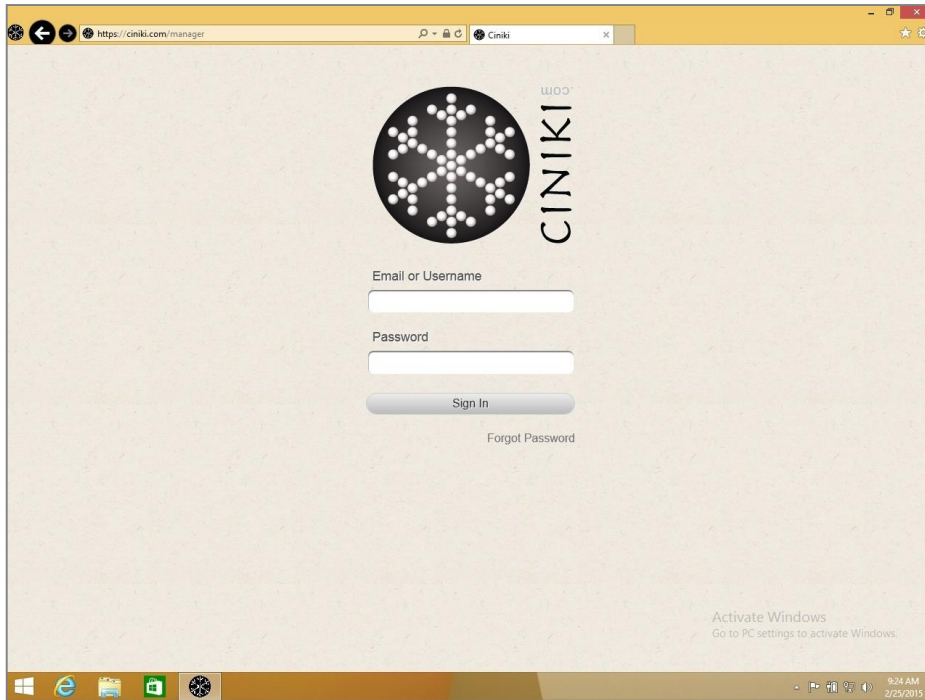 https://ciniki.com/manager
Ciniki
.com
CINIKI
Email or Username
Password
Sign In
Forgot Password
Activate Windows
Go to PC settings to activate Windows.
9:24 AM
2/25/2015